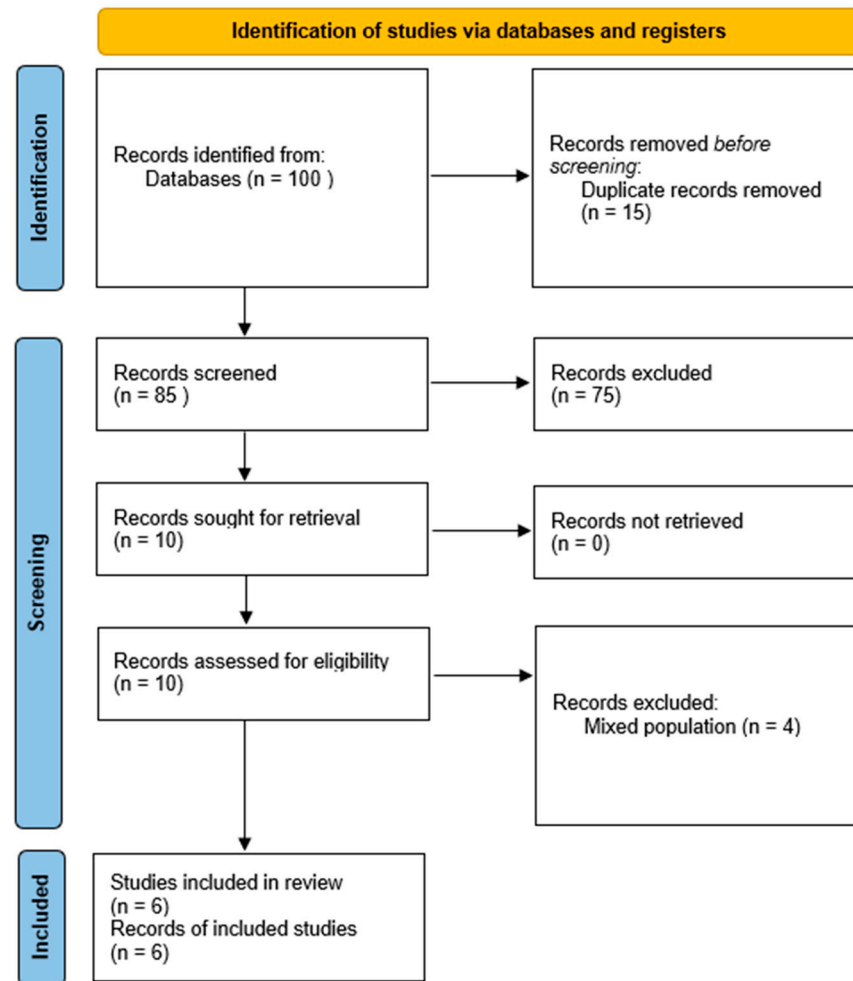 Identification of studies via databases and registers
Identification
Records identified from:
Databases (n = 100 )
Records removed before
screening:
Duplicate records removed
(n = 15)
Screening
Records screened
(n = 85 )
Records excluded
(n = 75)
Records sought for retrieval
(n = 10)
Records not retrieved
(n = 0)
Records assessed for eligibility
(n = 10)
Records excluded:
Mixed population (n = 4)
Included
Studies included in review
(n = 6)
Records of included studies
(n = 6)